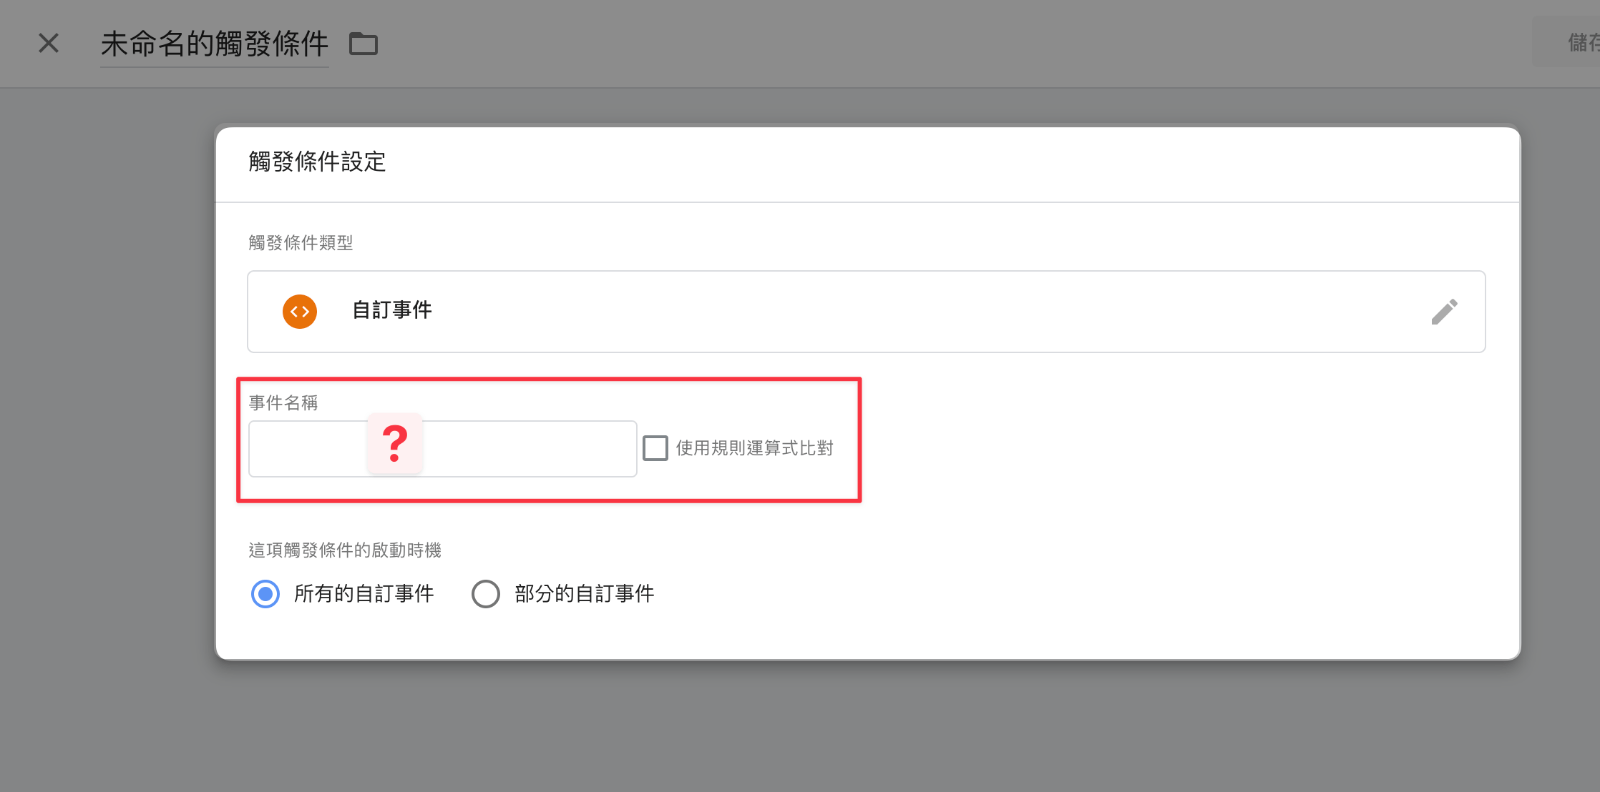 未命名的觸發條件
儲存
觸發條件設定
觸發條件類型
自訂事件
事件名稱
?
使用規則運算式比對
這項觸發條件的啟動時機
所有的自訂事件
部分的自訂事件